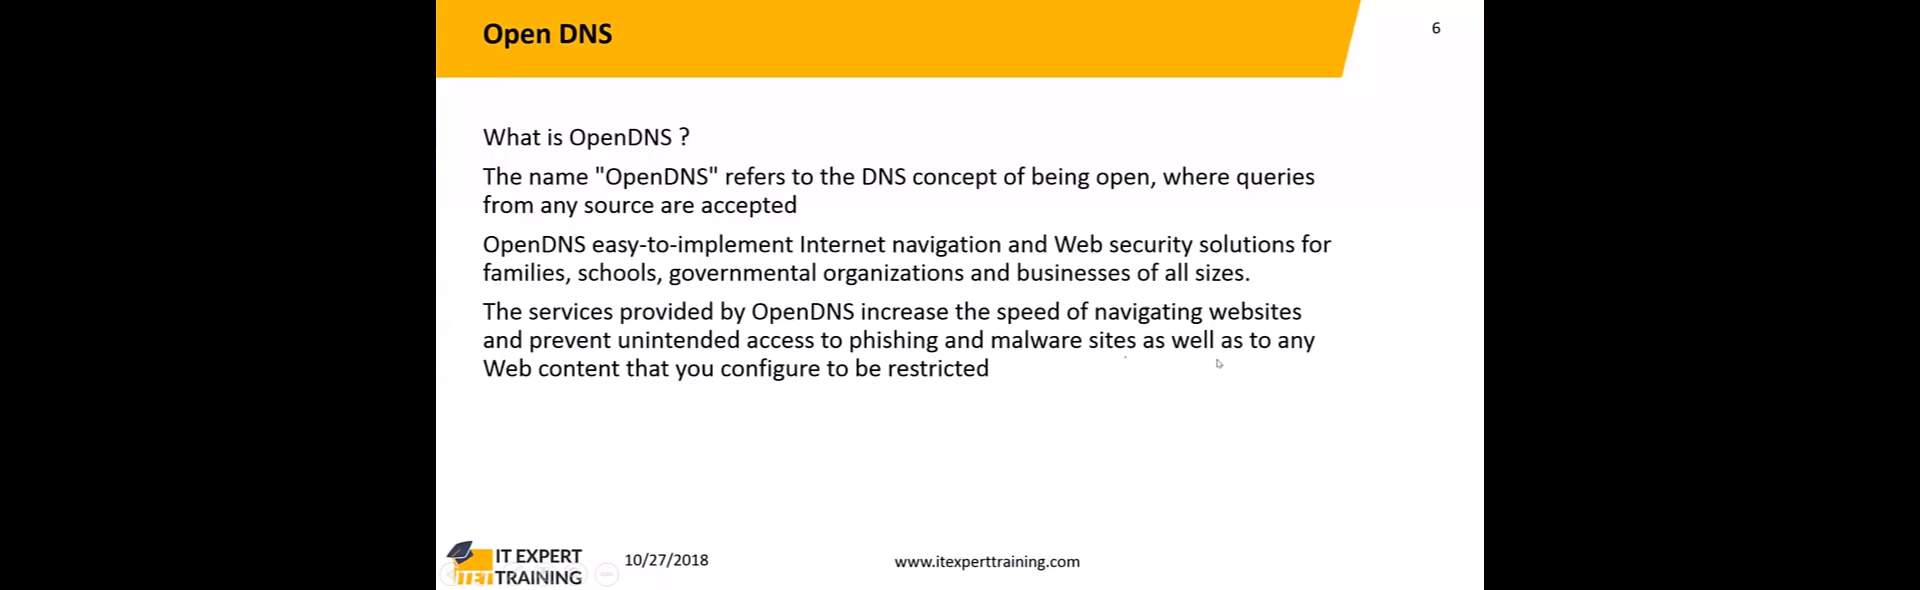 Open DNS
6
What is OpenDNS ?
The name "OpenDNS" refers to the DNS concept of being open, where queries
from any source are accepted
OpenDNS easy-to-implement Internet navigation and Web security solutions for
families, schools, governmental organizations and businesses of all sizes.
The services provided by OpenDNS increase the speed of navigating websites
and prevent unintended access to phishing and malware sites as well as to any
Web content that you configure to be restricted
IT EXPERT
ITET TRAINING
10/27/2018
www.itexperttraining.com